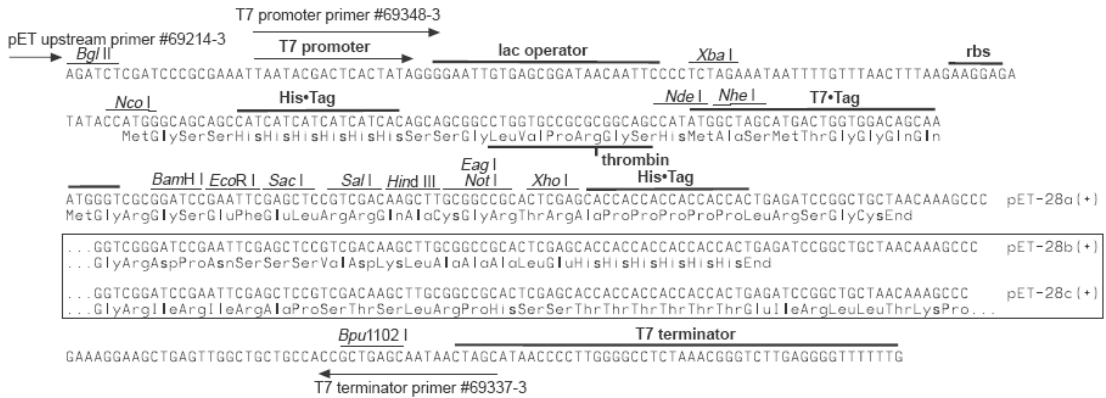 T7 promoter primer #69348-3
pET upstream primer #69214-3
Bgl II T7 promoter lac operator Xba I rbs
AGATCTCGATCCCGCGAAATTAATACGACTCACTATAGGGGAATTGTGAGCGGATAACAATTCCCCTCTAGAAATAATTTTGTTTAACTTTAAGAAGGAGA
Nco I His•Tag Nde I Nhe I T7•Tag
TATACCATGGGCAGCAGCCATCATCATCATCATCACAGCAGCGGCCTGGTGCCGCGCGGCAGCCATATGGCTAGCATGACTGGTGGACAGCAA
MetGlySerSerHisHisHisHisHisHisSerSerGlyLeuValProArgGlySerHisMetAlaSerMetThrGlyGlyGlnGln
thrombin
Eag I
BamH I EcoR I Sac I Sal I Hind III Not I Xho I His•Tag
ATGGGTCGCGGATCCGAATTCGAGCTCCGTCGACAAGCTTGCGGCCGCACTCGAGCACCACCACCACCACCACTGAGATCCGGCTGCTAACAAAGCCC pET-28a(+)
MetGlyArgGlySerGluPheGluLeuArgArgGlnAlaCysGlyArgThrArgAlaProProProProProLeuArgSerGlyCysEnd
...GGTCGGGATCCGAATTCGAGCTCCGTCGACAAGCTTGCGGCCGCACTCGAGCACCACCACCACCACCACTGAGATCCGGCTGCTAACAAAGCCC pET-28b(+)
...GlyArgAspProAsnSerSerSerValAspLysLeuAlaAlaAlaLeuGluHisHisHisHisHisHisEnd
...GGTCGGATCCGAATTCGAGCTCCGTCGACAAGCTTGCGGCCGCACTCGAGCACCACCACCACCACCACTGAGATCCGGCTGCTAACAAAGCCC pET-28c(+)
...GlyArgIleArgIleArgAlaProSerThrSerLeuArgProHisSerSerThrThrThrThrThrThrGluIleArgLeuLeuThrLysPro...
Bpu1102 I T7 terminator
GAAAGGAAGCTGAGTTGGCTGCTGCCACCGCTGAGCAATAACTAGCATAACCCCTTGGGGCCTCTAAACGGGTCTTGAGGGGTTTTTTG
T7 terminator primer #69337-3